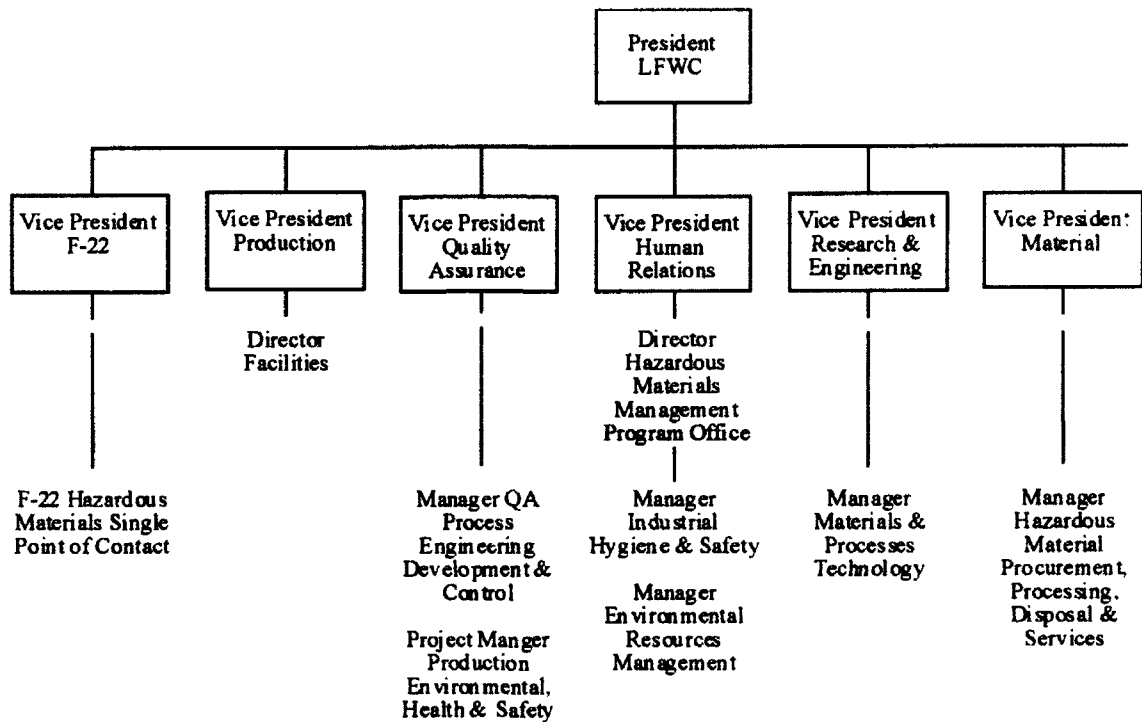 President
LFWC
Vice President
F-22
Vice President
Production
Vice President
Quality
Assurance
Vice President
Human
Relations
Vice President
Research &
Engineering
Vice President
Material
Director
Facilities
Director
Hazardous
Materials
Management
Program Office
F-22 Hazardous
Materials Single
Point of Contact
Manager QA
Process
Engineering
Development &
Control
Project Manger
Production
Environmental,
Health & Safety
Manager
Industrial
Hygiene & Safety
Manager
Environmental
Resources
Management
Manager
Materials &
Processes
Technology
Manager
Hazardous
Material
Procurement,
Processing,
Disposal &
Services